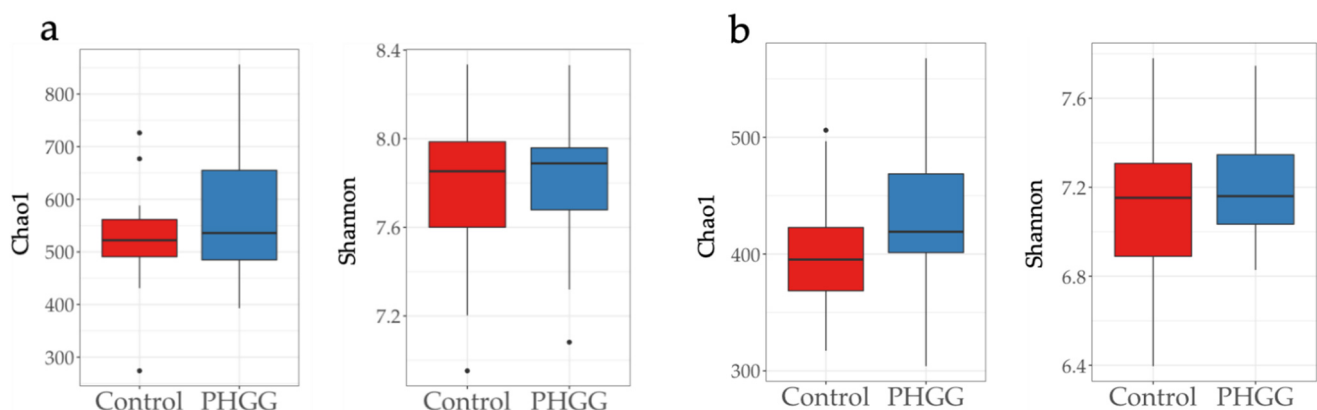 a
Chao1
800
700
600
500
400
300
Control PHGG
Shannon
8.4
8.0
7.6
7.2
Control PHGG
b
Chao1
500
400
300
Control PHGG
Shannon
7.6
7.2
6.8
6.4
Control PHGG